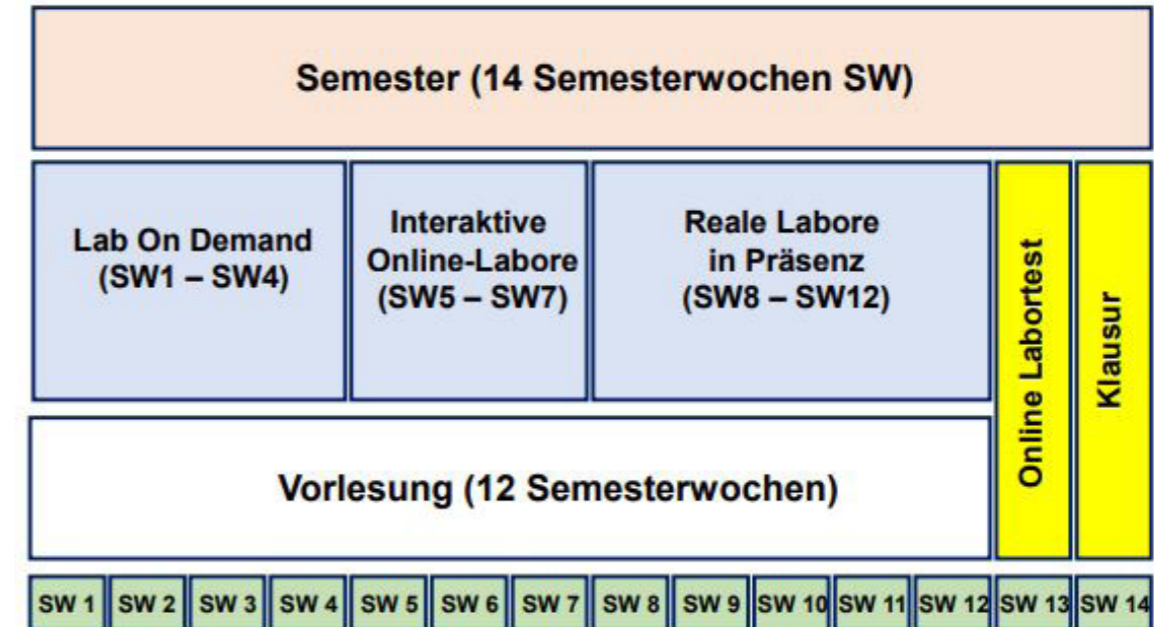 Semester (14 Semesterwochen SW)
Lab On Demand
(SW1 – SW4)
Interaktive
Online-Labore
(SW5 – SW7)
Reale Labore
in Präsenz
(SW8 – SW12)
Online Labortest
Klausur
Vorlesung (12 Semesterwochen)
SW 1 SW 2 SW 3 SW 4 SW 5 SW 6 SW 7 SW 8 SW 9 SW 10 SW 11 SW 12 SW 13 SW 14